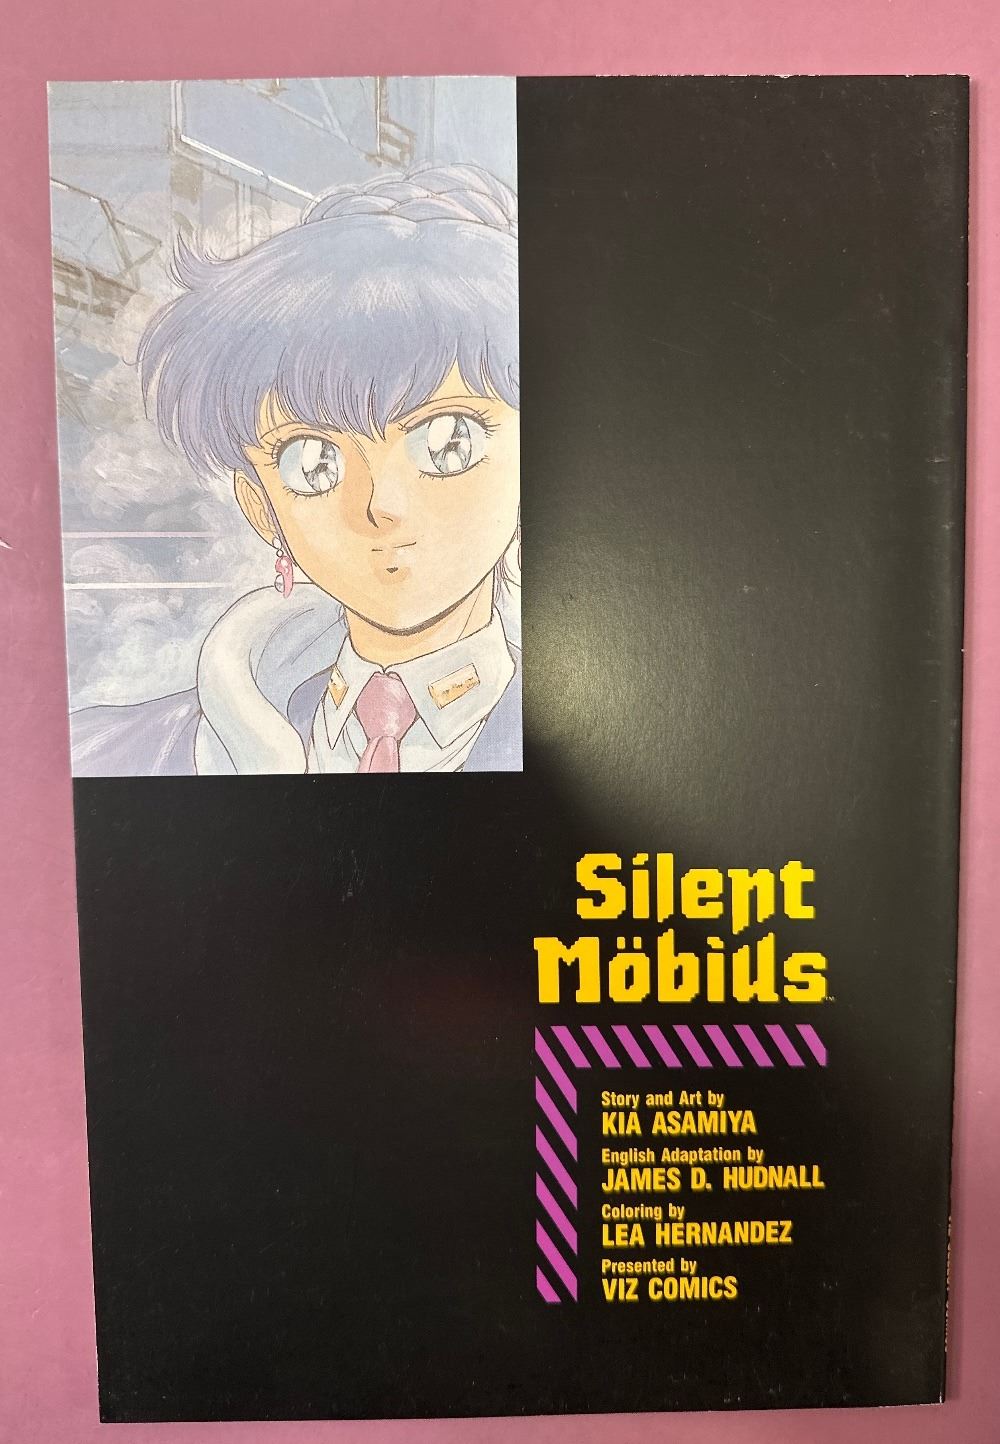 Silent
Möbius™
Story and Art by
KIA ASAMIYA
English Adaptation by
JAMES D. HUDNALL
Coloring by
LEA HERNANDEZ
Presented by
VIZ COMICS